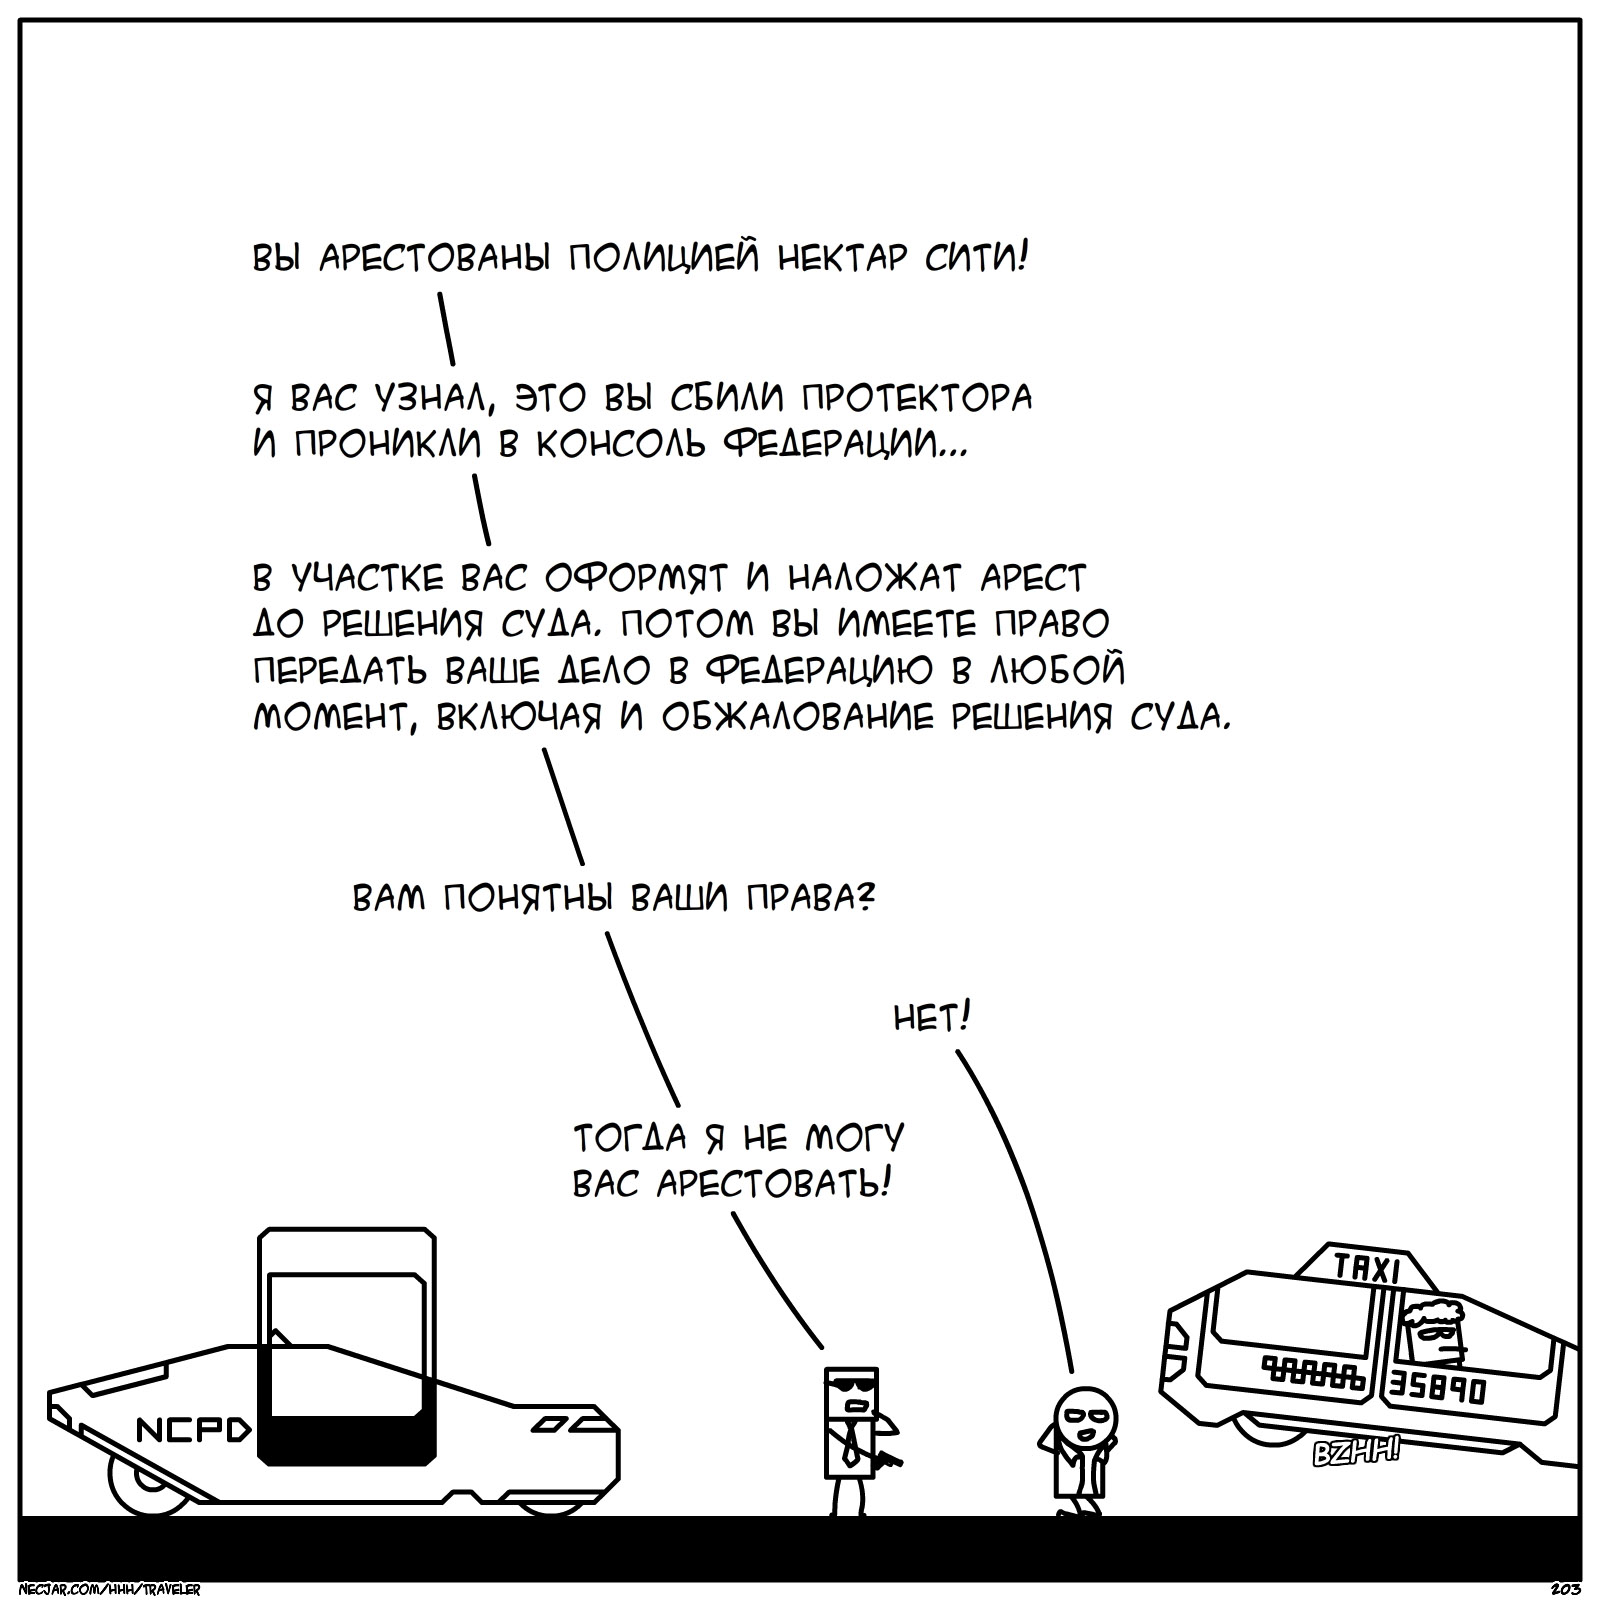 ВЫ АРЕСТОВАНЫ ПОЛИЦИЕЙ НЕКТАР СИТИ!
Я ВАС УЗНАЛ, ЭТО ВЫ СБИЛИ ПРОТЕКТОРА
И ПРОНИКЛИ В КОНСОЛЬ ФЕДЕРАЦИИ...
В УЧАСТКЕ ВАС ОФОРМЯТ И НАЛОЖАТ АРЕСТ
ДО РЕШЕНИЯ СУДА. ПОТОМ ВЫ ИМЕЕТЕ ПРАВО
ПЕРЕДАТЬ ВАШЕ ДЕЛО В ФЕДЕРАЦИЮ В ЛЮБОЙ
МОМЕНТ, ВКЛЮЧАЯ И ОБЖАЛОВАНИЕ РЕШЕНИЯ СУДА.
ВАМ ПОНЯТНЫ ВАШИ ПРАВА?
НЕТ!
ТОГДА Я НЕ МОГУ
ВАС АРЕСТОВАТЬ!
NCPD
TAXI
35890
BZHH!
NECJAR.COM/HHH/TRAVELER
203